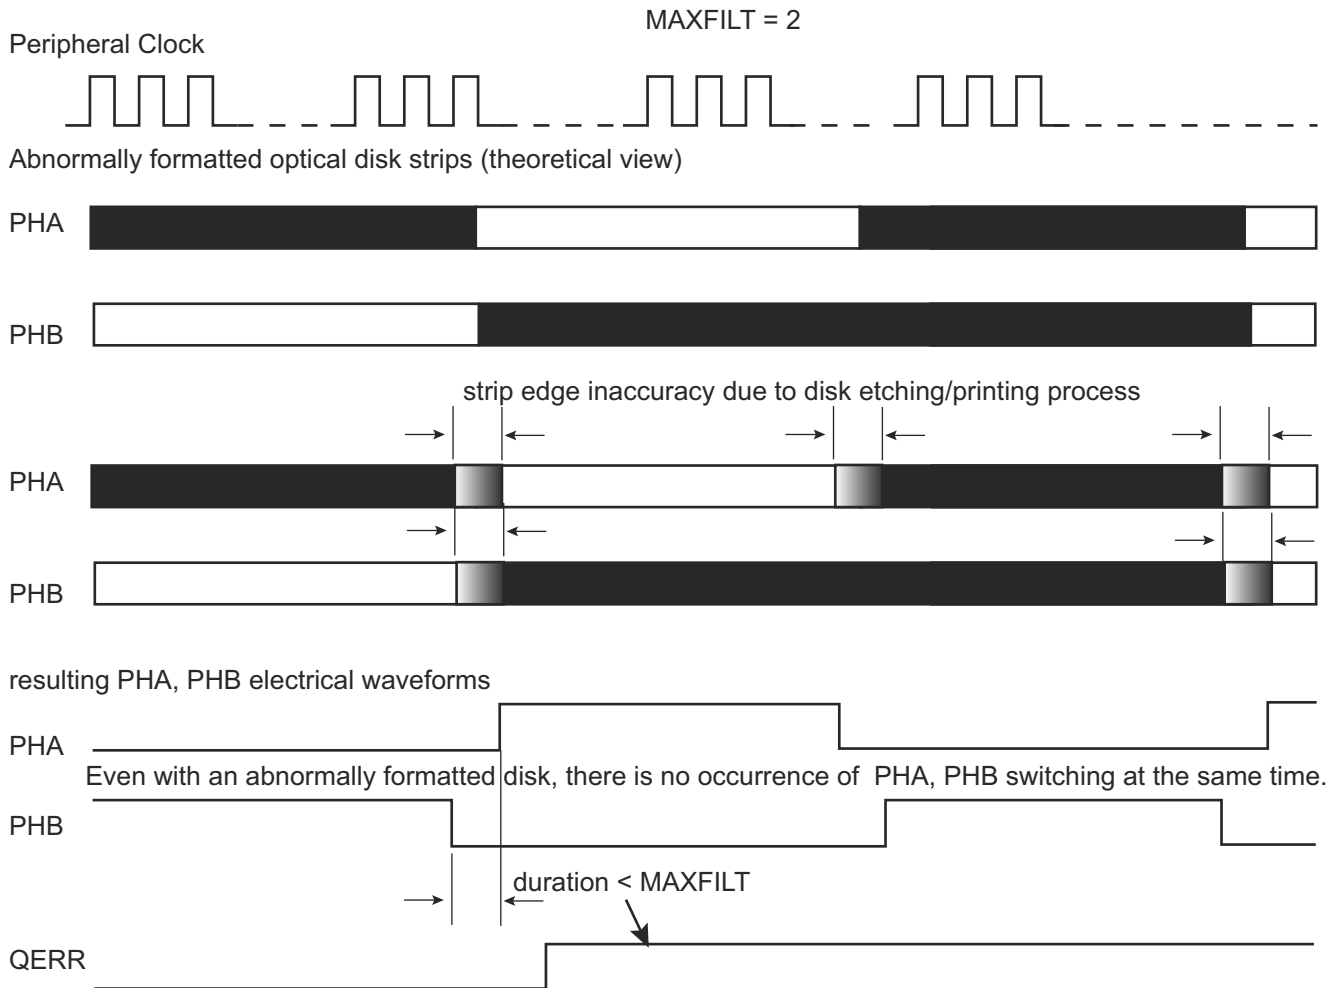 MAXFILT = 2
Peripheral Clock
Abnormally formatted optical disk strips (theoretical view)
PHA
PHB
strip edge inaccuracy due to disk etching/printing process
PHA
PHB
resulting PHA, PHB electrical waveforms
PHA
Even with an abnormally formatted disk, there is no occurrence of PHA, PHB switching at the same time.
PHB
duration < MAXFILT
QERR